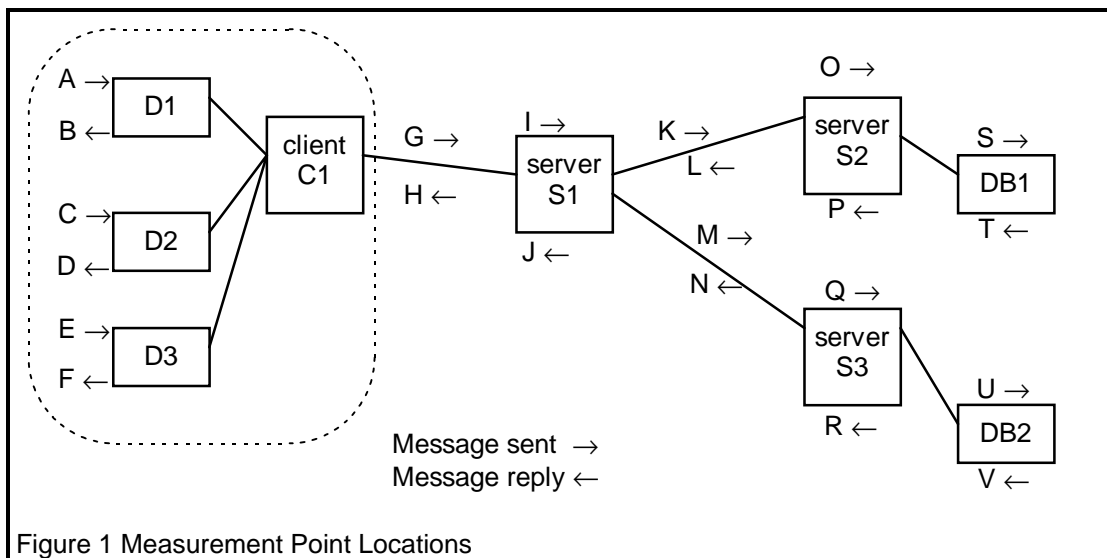 A →
D1
B ←
C →
D2
D ←
E →
D3
F ←
client
C1
G →
H ←
I →
server
S1
J ←
K →
L ←
M →
N ←
O →
server
S2
P ←
S →
DB1
T ←
Q →
server
S3
R ←
U →
DB2
V ←
Message sent →
Message reply ←
Figure 1 Measurement Point Locations